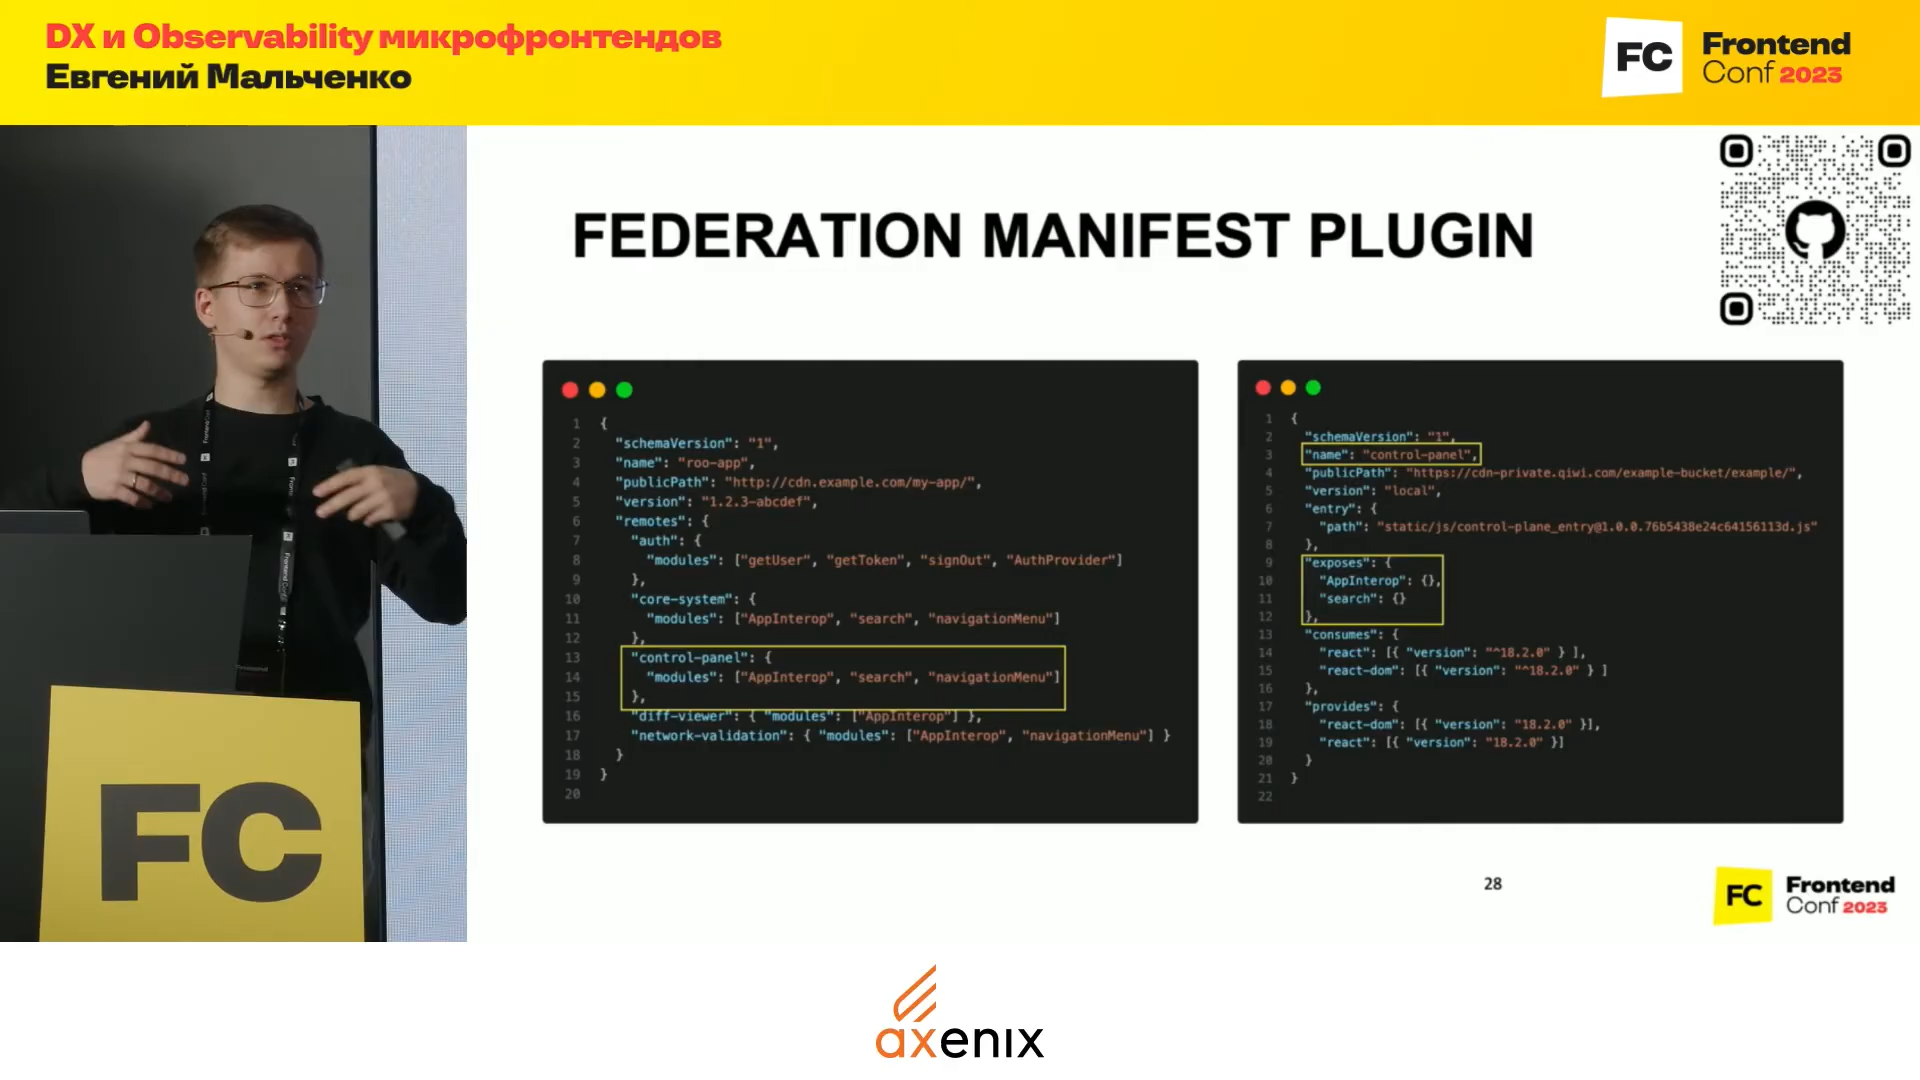 DX и Observability микрофронтендов
Евгений Мальченко
FC
Frontend
Conf 2023
FEDERATION MANIFEST PLUGIN
1 {
2 "schemaVersion": "1",
3 "name": "roo-app",
4 "publicPath": "http://cdn.example.com/my-app/",
5 "version": "1.2.3-abcdef",
6 "remotes": {
7 "auth": {
8 "modules": ["getUser", "getToken", "signOut", "AuthProvider"]
9 },
10 "core-system": {
11 "modules": ["AppInterop", "search", "navigationMenu"]
12 },
13 "control-panel": {
14 "modules": ["AppInterop", "search", "navigationMenu"]
15 },
16 "diff-viewer": { "modules": ["AppInterop"] },
17 "network-validation": { "modules": ["AppInterop", "navigationMenu"] }
18 }
19 }
20
1 {
2 "schemaVersion": "1",
3 "name": "control-panel",
4 "publicPath": "https://cdn-private.qiwi.com/example-bucket/example/",
5 "version": "local",
6 "entry": {
7 "path": "static/js/control-plane_entry@1.0.0.76b5438e24c64156113d.js"
8 },
9 "exposes": {
10 "AppInterop": {},
11 "search": {}
12 },
13 "consumes": {
14 "react": [{ "version": "^18.2.0" } ],
15 "react-dom": [{ "version": "^18.2.0" } ]
16 },
17 "provides": {
18 "react-dom": [{ "version": "18.2.0" }],
19 "react": [{ "version": "18.2.0" }]
20 }
21 }
22
28
FC
Frontend
Conf 2023
FC
axenix